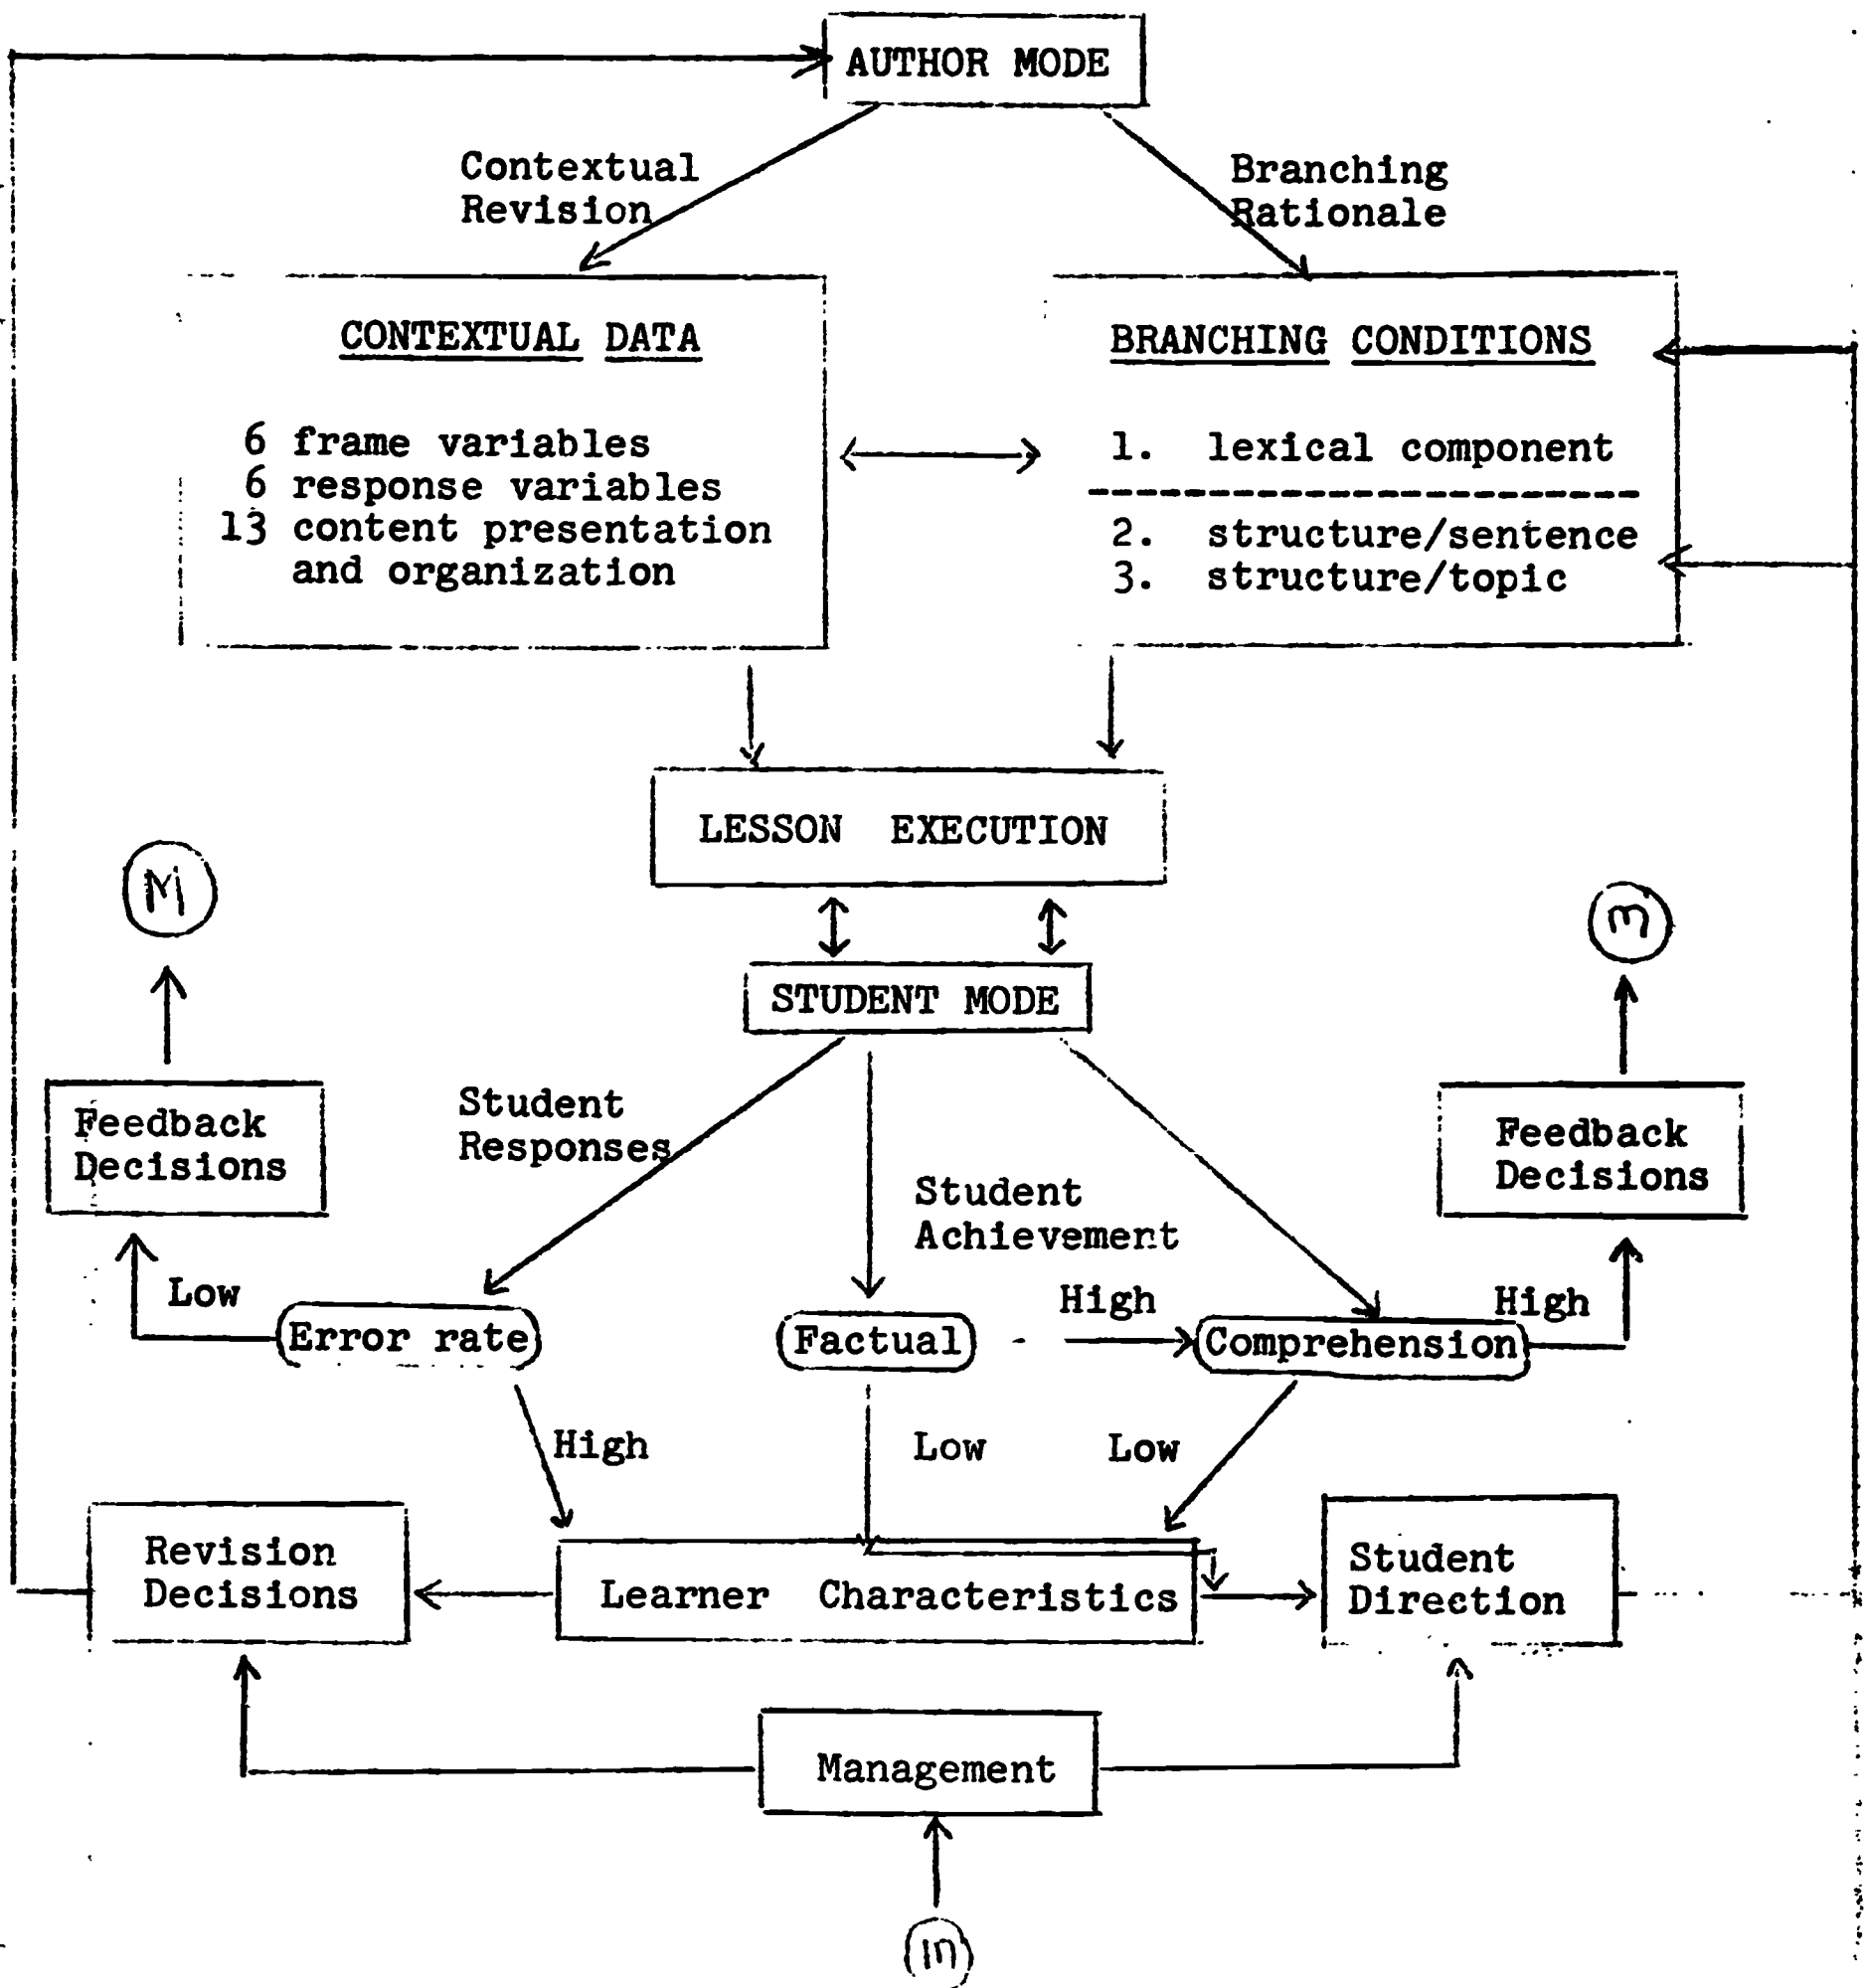 AUTHOR MODE
Contextual
Revision
Branching
Rationale
CONTEXTUAL DATA
6 frame variables
6 response variables
13 content presentation
and organization
BRANCHING CONDITIONS
1. lexical component
2. structure/sentence
3. structure/topic
LESSON EXECUTION
M
m
STUDENT MODE
Feedback
Decisions
Student
Responses
Student
Achievement
Feedback
Decisions
Low
Error rate
Factual
High
Comprehension
High
High
Low
Low
Revision
Decisions
Learner Characteristics
Student
Direction
Management
m